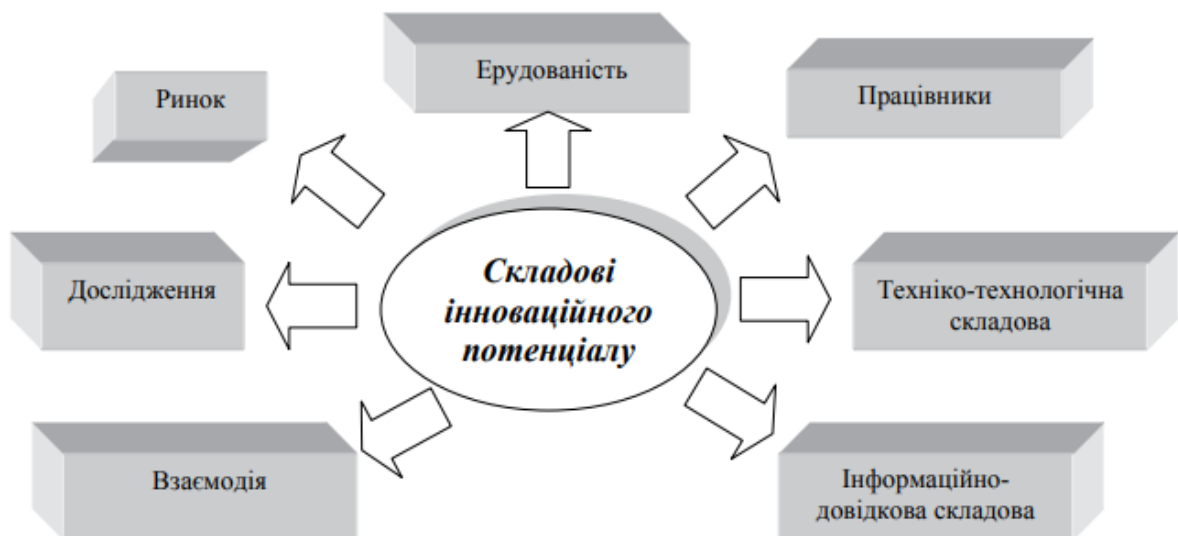 Ерудованість
Ринок
Працівники
Дослідження
Складові
інноваційного
потенціалу
Техніко-технологічна
складова
Взаємодія
Інформаційно-
довідкова складова